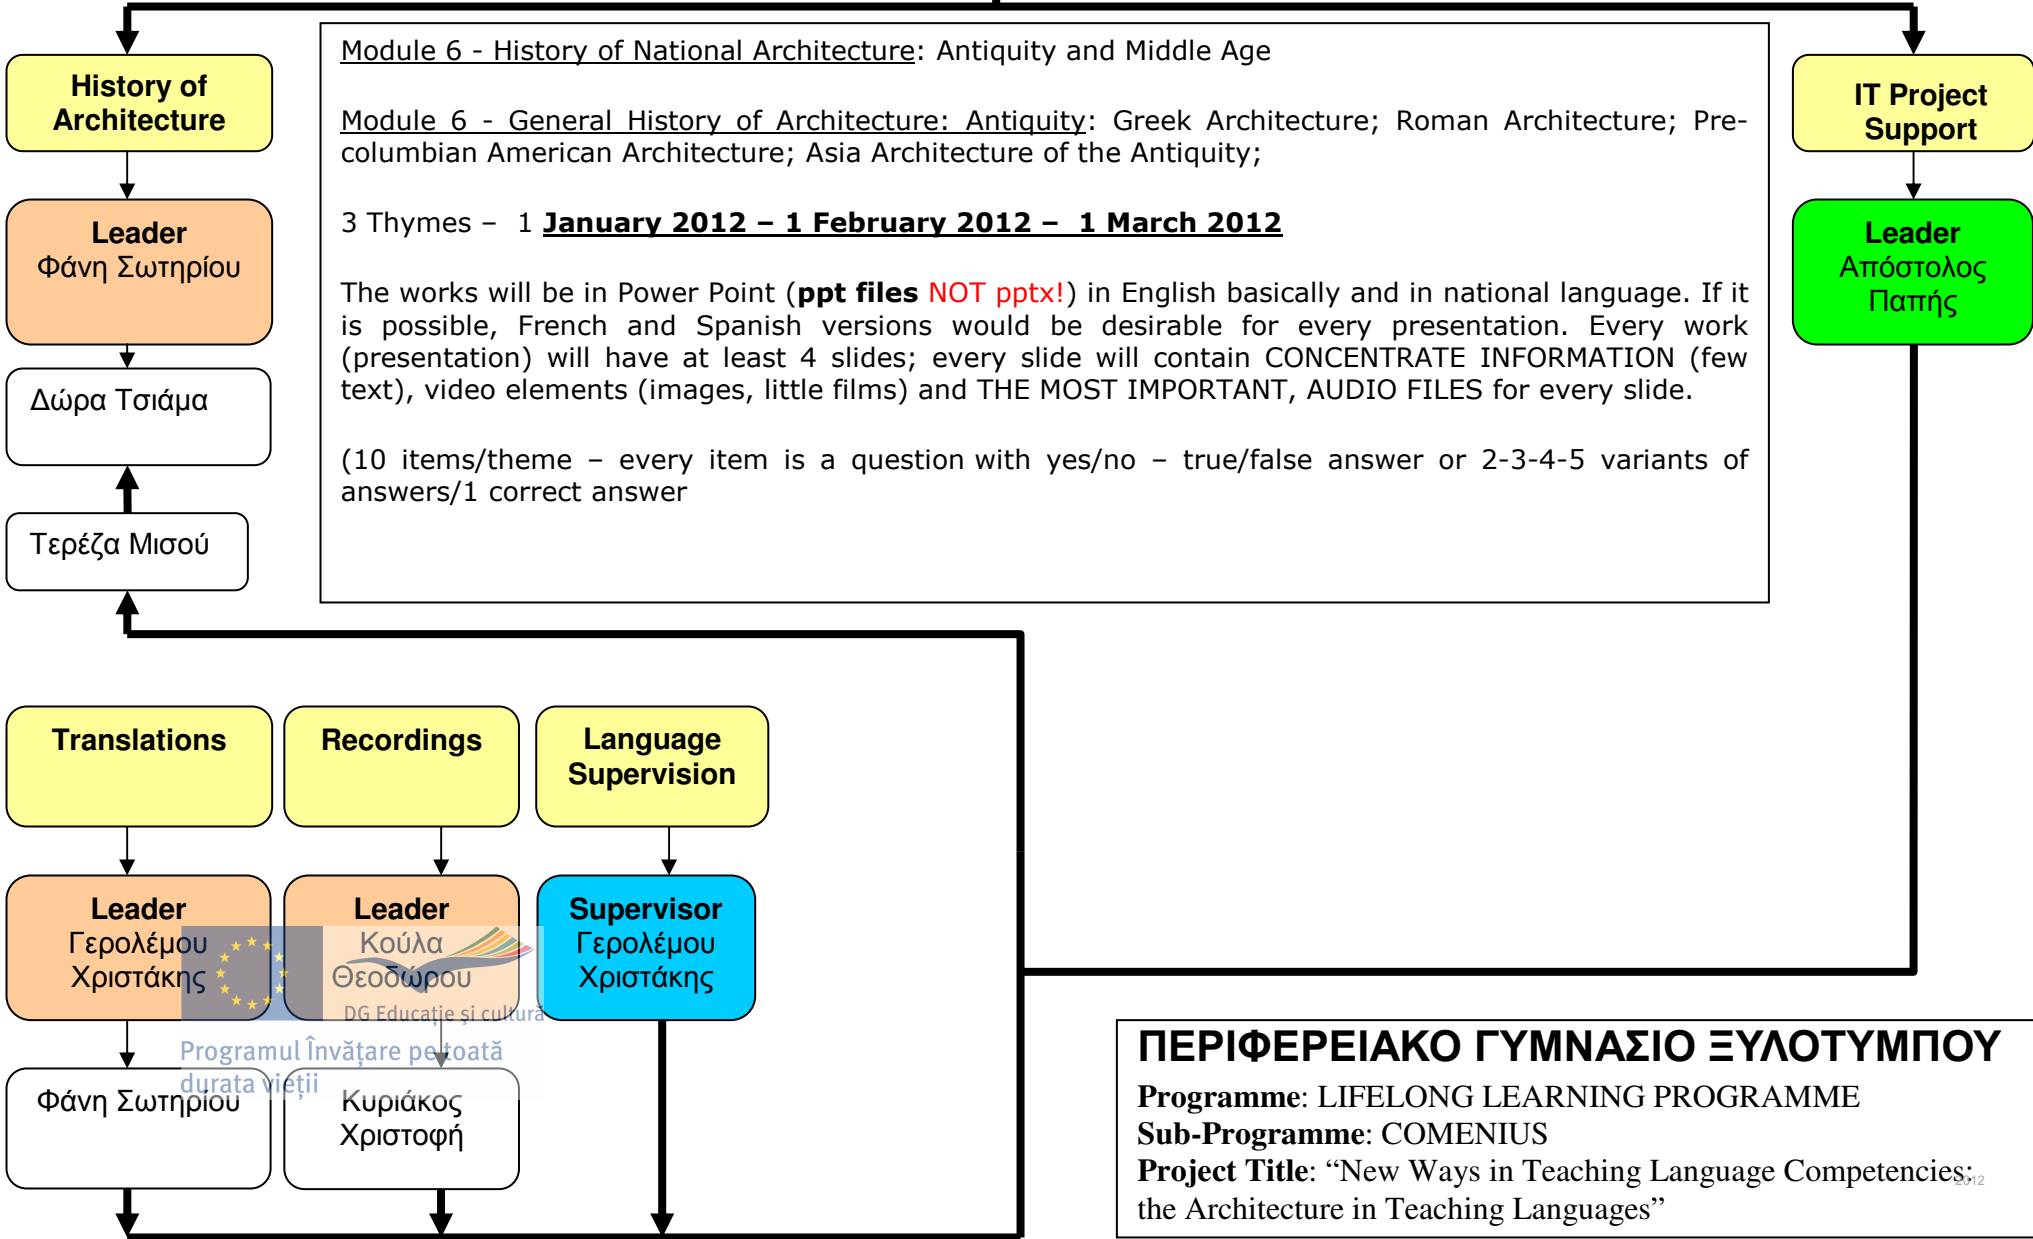 History of
Architecture
Leader
Φάνη Σωτηρίου
Δώρα Τσιάμα
Τερέζα Μισού
Module 6 - History of National Architecture: Antiquity and Middle Age
Module 6 - General History of Architecture: Antiquity: Greek Architecture; Roman Architecture; Pre-
columbian American Architecture; Asia Architecture of the Antiquity;
3 Thymes – 1 January 2012 – 1 February 2012 – 1 March 2012
The works will be in Power Point (ppt files NOT pptx!) in English basically and in national language. If it
is possible, French and Spanish versions would be desirable for every presentation. Every work
(presentation) will have at least 4 slides; every slide will contain CONCENTRATE INFORMATION (few
text), video elements (images, little films) and THE MOST IMPORTANT, AUDIO FILES for every slide.
(10 items/theme – every item is a question with yes/no – true/false answer or 2-3-4-5 variants of
answers/1 correct answer
IT Project
Support
Leader
Απόστολος
Παπής
Translations
Leader
Γερολέμου
Χριστάκης
Φάνη Σωτηρίου
Recordings
Leader
Κούλα
Θεοδώρου
Κυριάκος
Χριστοφή
Language
Supervision
Supervisor
Γερολέμου
Χριστάκης
DG Educaţie şi cultură
Programul Învăţare pe toată
durata vieţii
ΠΕΡΙΦΕΡΕΙΑΚΟ ΓΥΜΝΑΣΙΟ ΞΥΛΟΤΥΜΠΟΥ
Programme: LIFELONG LEARNING PROGRAMME
Sub-Programme: COMENIUS
Project Title: “New Ways in Teaching Language Competencies:
the Architecture in Teaching Languages”
2012